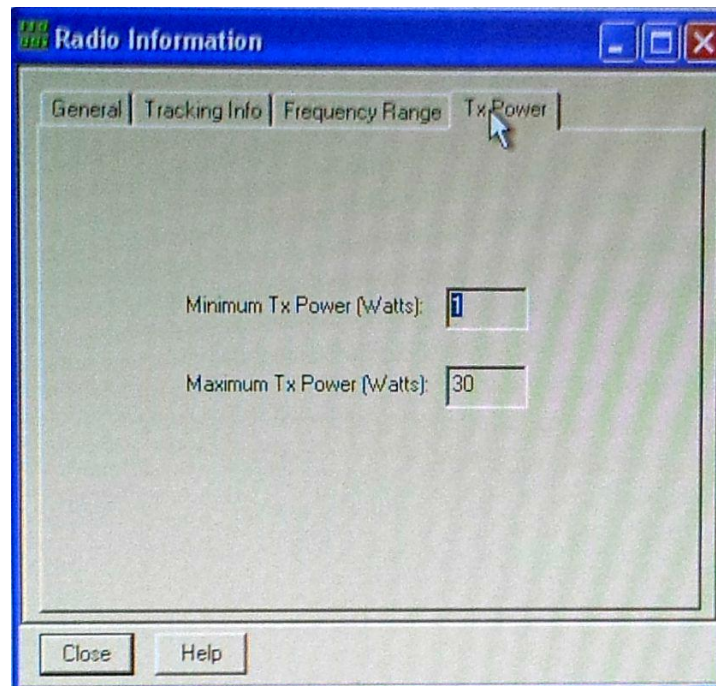 Radio Information
General Tracking Info Frequency Range Tx Power
Minimum Tx Power (Watts): 1
Maximum Tx Power (Watts): 30
Close Help